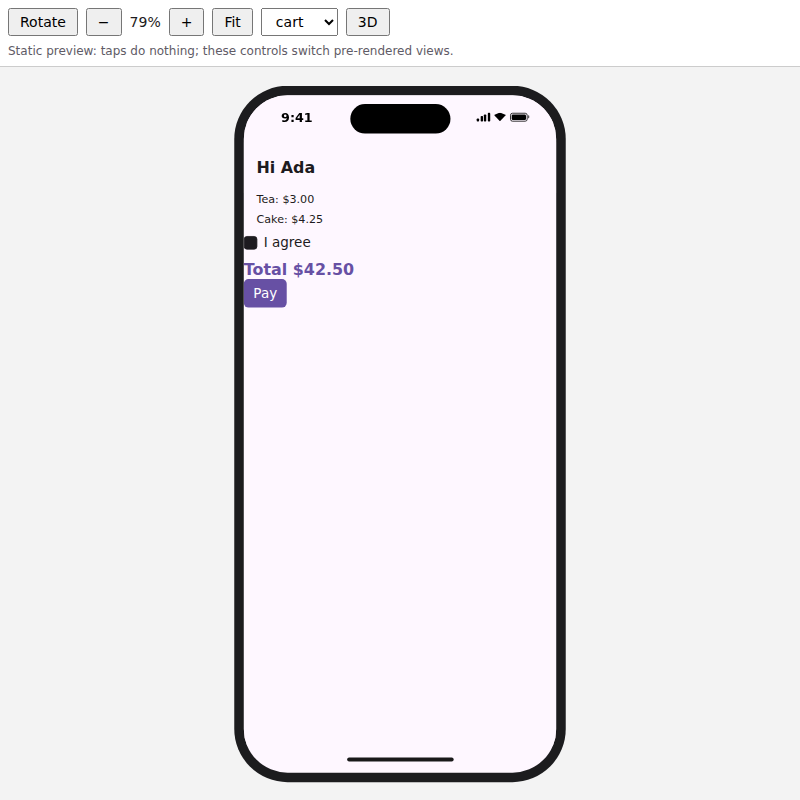 Rotate − 79% + Fit cart 3D
Static preview: taps do nothing; these controls switch pre-rendered views.
9:41
Hi Ada
Tea: $3.00
Cake: $4.25
I agree
Total $42.50
Pay